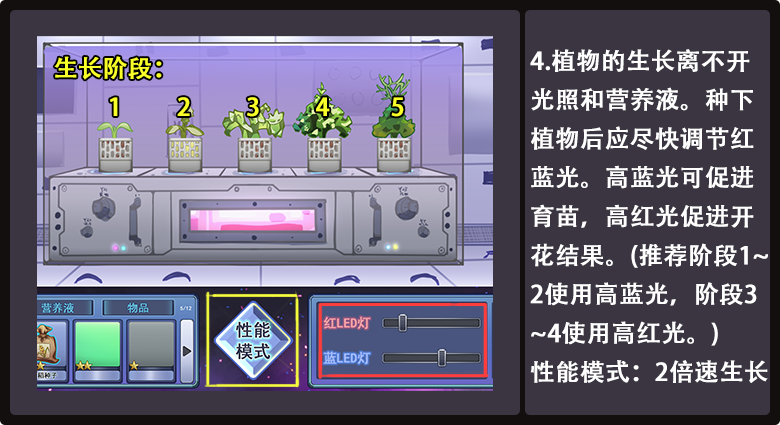 生长阶段：
1 2 3 4 5
营养液 物品 5/12
性能
模式
红LED灯
蓝LED灯
4.植物的生长离不开
光照和营养液。种下
植物后应尽快调节红
蓝光。高蓝光可促进
育苗，高红光促进开
花结果。(推荐阶段1~
2使用高蓝光，阶段3
~4使用高红光。)
性能模式：2倍速生长